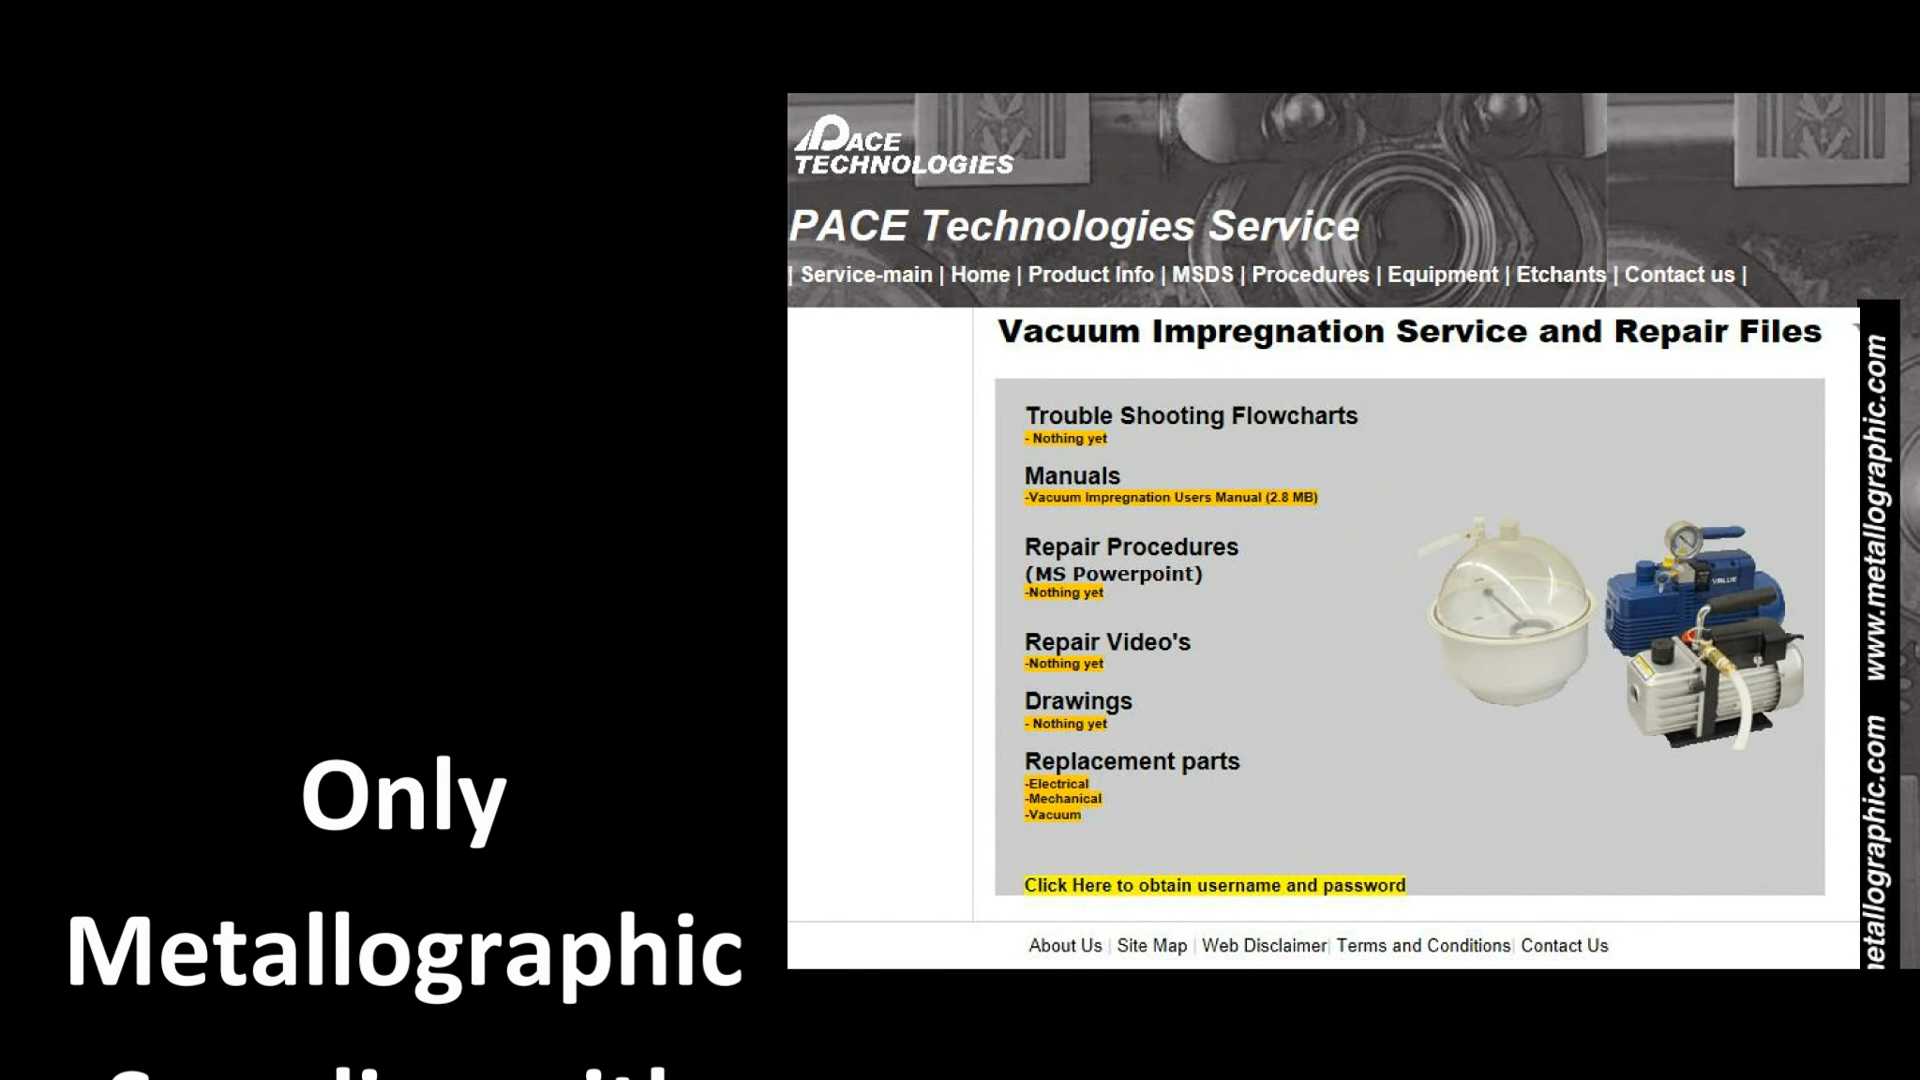 PACE
TECHNOLOGIES
PACE Technologies Service
| Service-main | Home | Product Info | MSDS | Procedures | Equipment | Etchants | Contact us |
Vacuum Impregnation Service and Repair Files
Trouble Shooting Flowcharts
- Nothing yet
Manuals
-Vacuum Impregnation Users Manual (2.8 MB)
Repair Procedures
(MS Powerpoint)
-Nothing yet
Repair Video's
-Nothing yet
Drawings
- Nothing yet
Replacement parts
-Electrical
-Mechanical
-Vacuum
Click Here to obtain username and password
VALUE
About Us | Site Map | Web Disclaimer| Terms and Conditions| Contact Us
www.metallographic.com
metallographic.com
Only
Metallographic